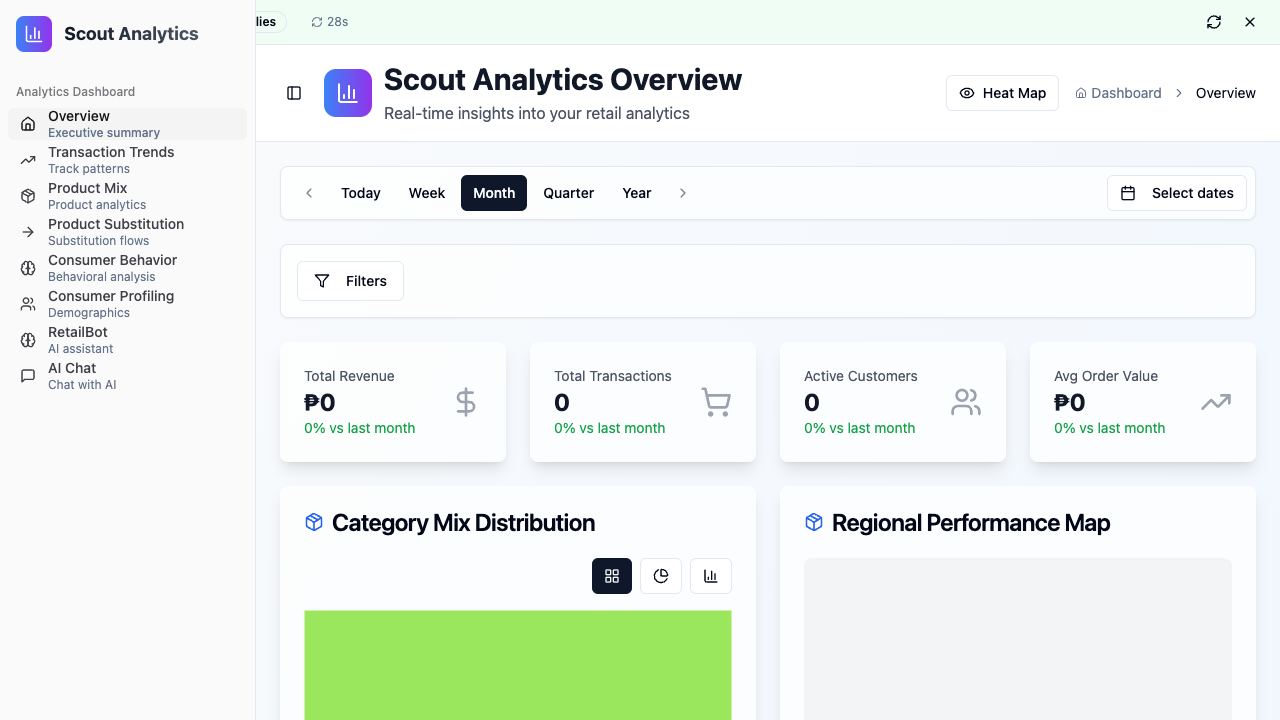 Scout Analytics
Analytics Dashboard
Overview
Executive summary
Transaction Trends
Track patterns
Product Mix
Product analytics
Product Substitution
Substitution flows
Consumer Behavior
Behavioral analysis
Consumer Profiling
Demographics
RetailBot
AI assistant
AI Chat
Chat with AI
lies
28s
Scout Analytics Overview
Real-time insights into your retail analytics
Heat Map
Dashboard
Overview
Today
Week
Month
Quarter
Year
Select dates
Filters
Total Revenue
₱0
0% vs last month
Total Transactions
0
0% vs last month
Active Customers
0
0% vs last month
Avg Order Value
₱0
0% vs last month
Category Mix Distribution
Regional Performance Map